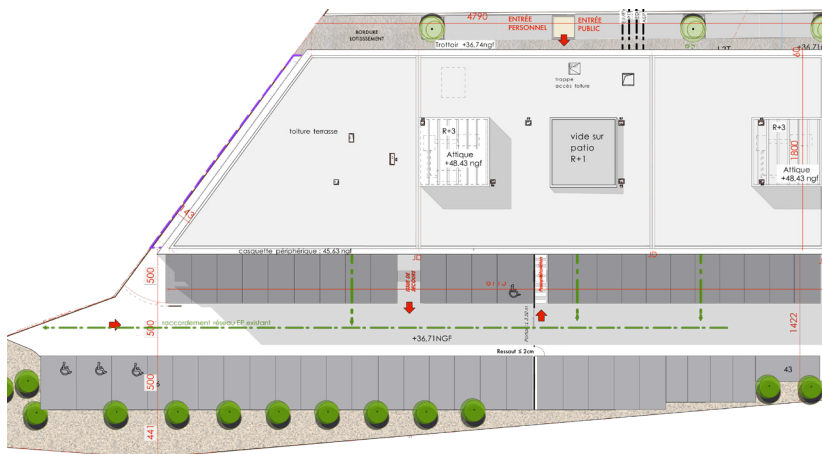 4790
ENTRÉE
PERSONNEL
ENTRÉE
PUBLIC
BORDURE
LOTISSEMENT
Trottoir +36,74ngf
60
trappe
accès toiture
toiture terrasse
R+3
Attique
+48.43 ngf
vide sur
patio
R+1
R+3
1800
Attique
+48.43 ngf
casquette périphérique : 45,63 ngf
500
raccordement réseau EP existant
500
+36,71NGF
1422
Ressaut ≤ 2cm
500
43
441